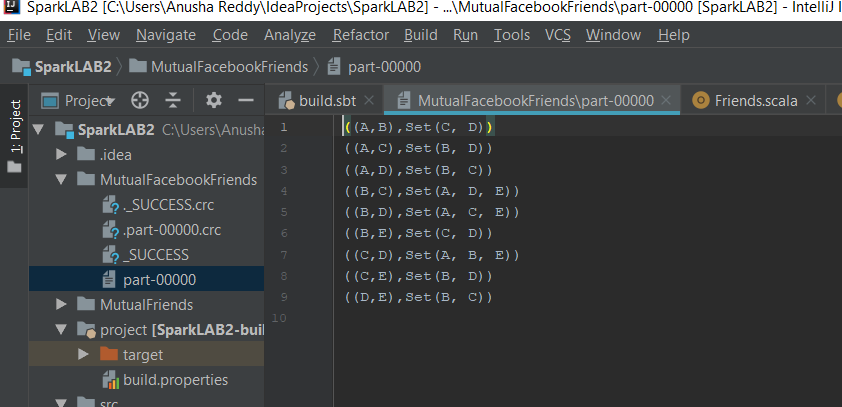 SparkLAB2 [C:\Users\Anusha Reddy\IdeaProjects\SparkLAB2] - ...\MutualFacebookFriends\part-00000 [SparkLAB2] - IntelliJ I
File Edit View Navigate Code Analyze Refactor Build Run Tools VCS Window Help
SparkLAB2 MutualFacebookFriends part-00000
1: Project
Project
build.sbt MutualFacebookFriends\part-00000 Friends.scala
SparkLAB2 C:\Users\Anusha
.idea
MutualFacebookFriends
._SUCCESS.crc
.part-00000.crc
_SUCCESS
part-00000
MutualFriends
project [SparkLAB2-buil
target
build.properties
src
1 ((A,B),Set(C, D))
2 ((A,C),Set(B, D))
3 ((A,D),Set(B, C))
4 ((B,C),Set(A, D, E))
5 ((B,D),Set(A, C, E))
6 ((B,E),Set(C, D))
7 ((C,D),Set(A, B, E))
8 ((C,E),Set(B, D))
9 ((D,E),Set(B, C))
10